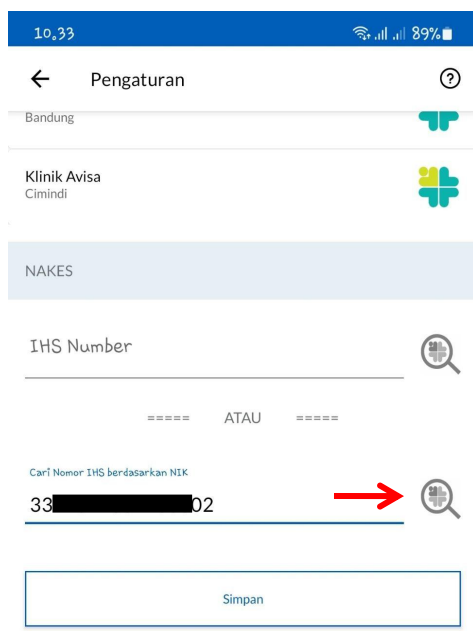 10.33 89%
Pengaturan
Bandung
Klinik Avisa
Cimindi
NAKES
IHS Number
===== ATAU =====
Cari Nomor IHS berdasarkan NIK
33 02
Simpan